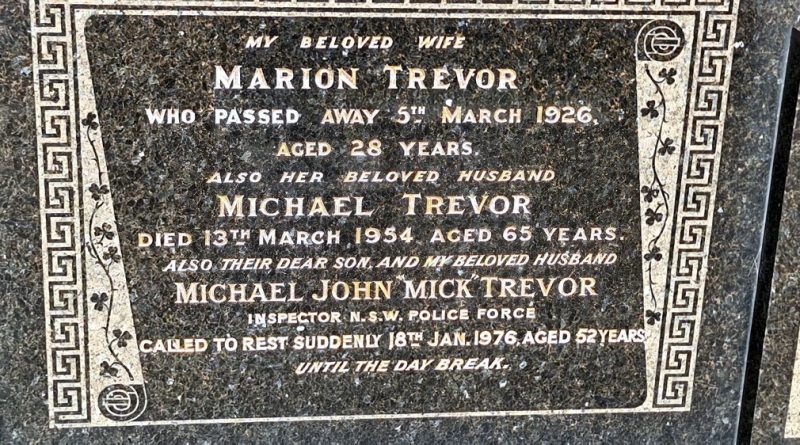 MY BELOVED WIFE
MARION TREVOR
WHO PASSED AWAY 5TH MARCH 1926,
AGED 28 YEARS.
ALSO HER BELOVED HUSBAND
MICHAEL TREVOR
DIED 13TH MARCH 1954, AGED 65 YEARS.
ALSO THEIR DEAR SON, AND MY BELOVED HUSBAND
MICHAEL JOHN "MICK" TREVOR
INSPECTOR N.S.W. POLICE FORCE
CALLED TO REST SUDDENLY 18TH JAN. 1976, AGED 52 YEARS
UNTIL THE DAY BREAK.